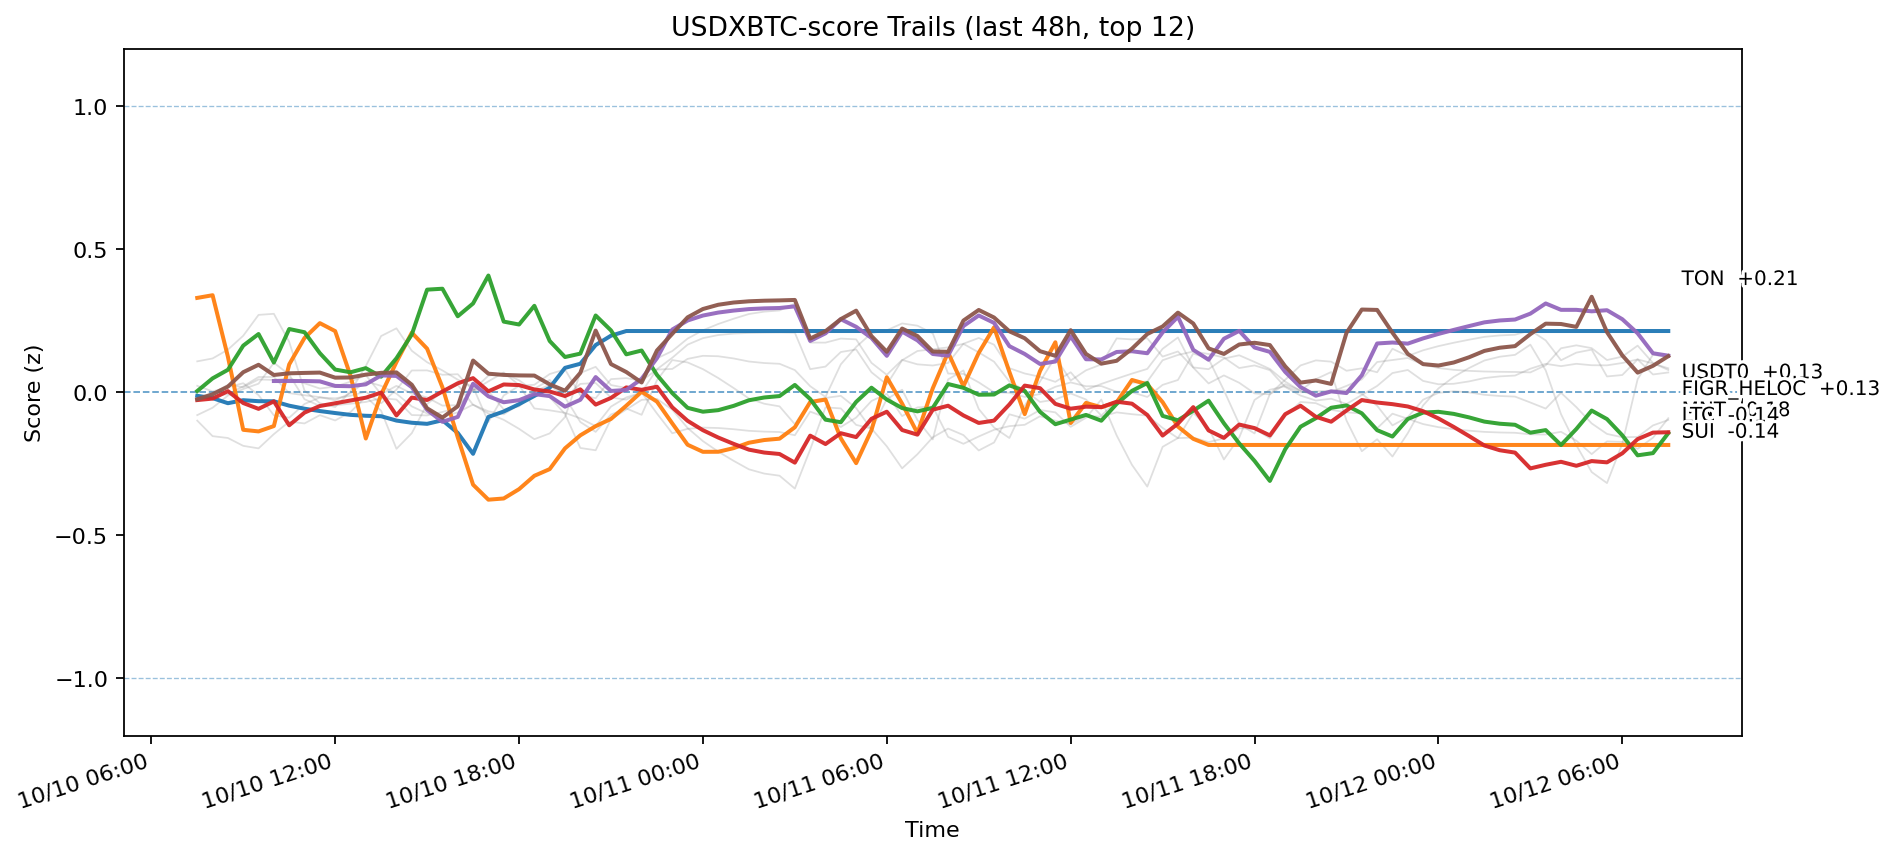 USDXBTC-score Trails (last 48h, top 12)
Score (z)
1.0
0.5
0.0
−0.5
−1.0
TON +0.21
USDT0 +0.13
FIGR_HELOC +0.13
SUI -0.14
10/10 06:00
10/10 12:00
10/10 18:00
10/11 00:00
10/11 06:00
10/11 12:00
10/11 18:00
10/12 00:00
10/12 06:00
Time